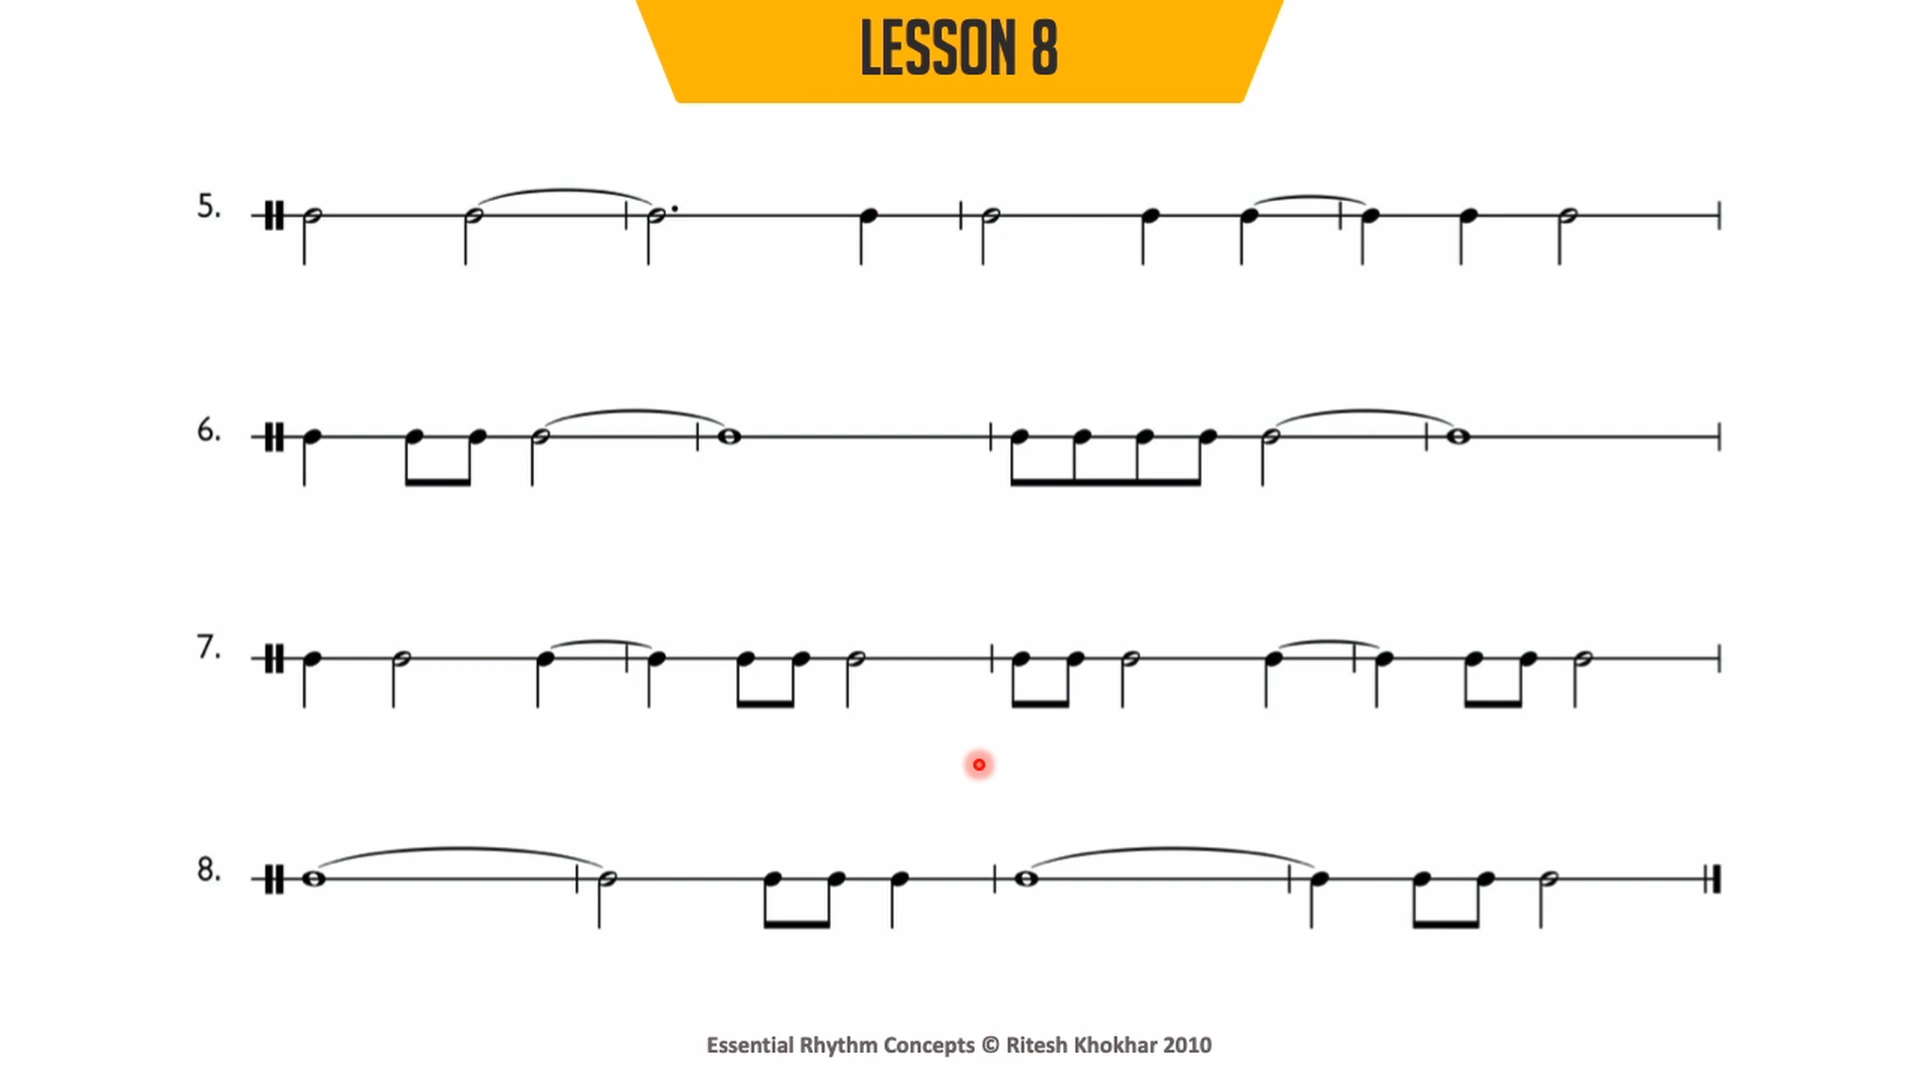 LESSON 8
5.
6.
7.
8.
Essential Rhythm Concepts © Ritesh Khokhar 2010